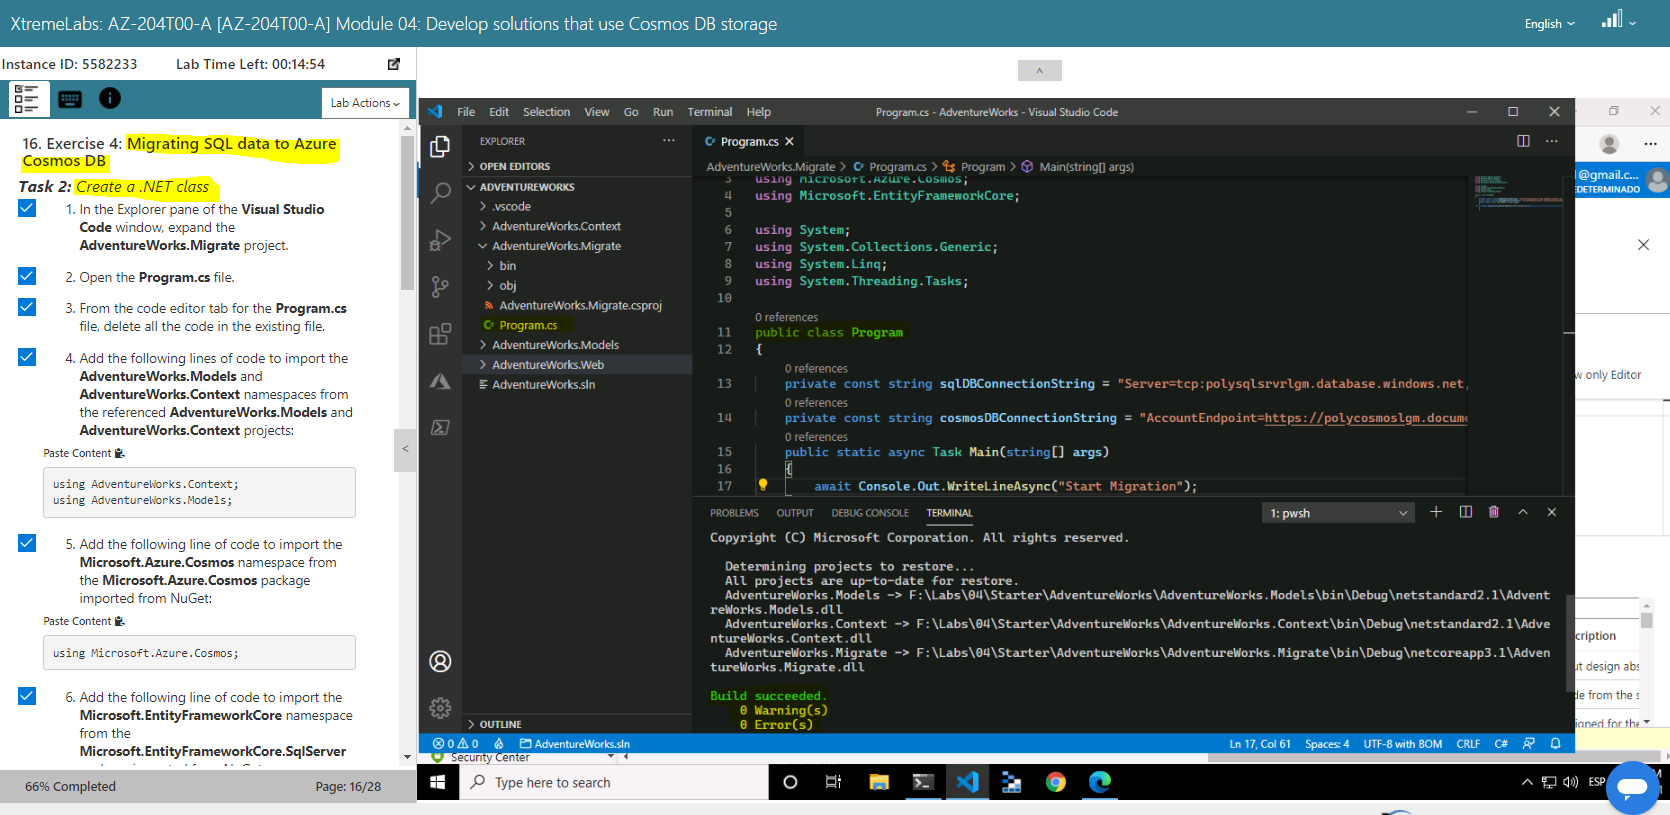 XtremeLabs: AZ-204T00-A [AZ-204T00-A] Module 04: Develop solutions that use Cosmos DB storage
English
Instance ID: 5582233
Lab Time Left: 00:14:54
Lab Actions
16. Exercise 4: Migrating SQL data to Azure
Cosmos DB
Task 2: Create a .NET class
1. In the Explorer pane of the Visual Studio
Code window, expand the
AdventureWorks.Migrate project.
2. Open the Program.cs file.
3. From the code editor tab for the Program.cs
file, delete all the code in the existing file.
4. Add the following lines of code to import the
AdventureWorks.Models and
AdventureWorks.Context namespaces from
the referenced AdventureWorks.Models and
AdventureWorks.Context projects:
Paste Content
using AdventureWorks.Context;
using AdventureWorks.Models;
5. Add the following line of code to import the
Microsoft.Azure.Cosmos namespace from
the Microsoft.Azure.Cosmos package
imported from NuGet:
Paste Content
using Microsoft.Azure.Cosmos;
6. Add the following line of code to import the
Microsoft.EntityFrameworkCore namespace
from the
Microsoft.EntityFrameworkCore.SqlServer
66% Completed
Page: 16/28
File Edit Selection View Go Run Terminal Help
Program.cs - AdventureWorks - Visual Studio Code
EXPLORER
OPEN EDITORS
ADVENTUREWORKS
.vscode
AdventureWorks.Context
AdventureWorks.Migrate
bin
obj
AdventureWorks.Migrate.csproj
Program.cs
AdventureWorks.Models
AdventureWorks.Web
AdventureWorks.sln
OUTLINE
Program.cs
AdventureWorks.Migrate > Program.cs > Program > Main(string[] args)
3 using Microsoft.Azure.Cosmos;
4 using Microsoft.EntityFrameworkCore;
5
6 using System;
7 using System.Collections.Generic;
8 using System.Linq;
9 using System.Threading.Tasks;
10
0 references
11 public class Program
12 {
0 references
13 private const string sqlDBConnectionString = "Server=tcp:polysqlsrvrlgm.database.windows.net,
0 references
14 private const string cosmosDBConnectionString = "AccountEndpoint=https://polycosmoslgm.docume
0 references
15 public static async Task Main(string[] args)
16 {
17 await Console.Out.WriteLineAsync("Start Migration");
PROBLEMS OUTPUT DEBUG CONSOLE TERMINAL
1: pwsh
Copyright (C) Microsoft Corporation. All rights reserved.
Determining projects to restore...
All projects are up-to-date for restore.
AdventureWorks.Models -> F:\Labs\04\Starter\AdventureWorks\AdventureWorks.Models\bin\Debug\netstandard2.1\Advent
reWorks.Models.dll
AdventureWorks.Context -> F:\Labs\04\Starter\AdventureWorks\AdventureWorks.Context\bin\Debug\netstandard2.1\Adve
ntureWorks.Context.dll
AdventureWorks.Migrate -> F:\Labs\04\Starter\AdventureWorks\AdventureWorks.Migrate\bin\Debug\netcoreapp3.1\Adven
tureWorks.Migrate.dll
Build succeeded.
0 Warning(s)
0 Error(s)
0 0 AdventureWorks.sln
Ln 17, Col 61 Spaces: 4 UTF-8 with BOM CRLF C#
@gmail.c...
EDETERMINADO
w only Editor
cription
ut design abs
de from the s
igned for the
Security Center
Type here to search
ESP